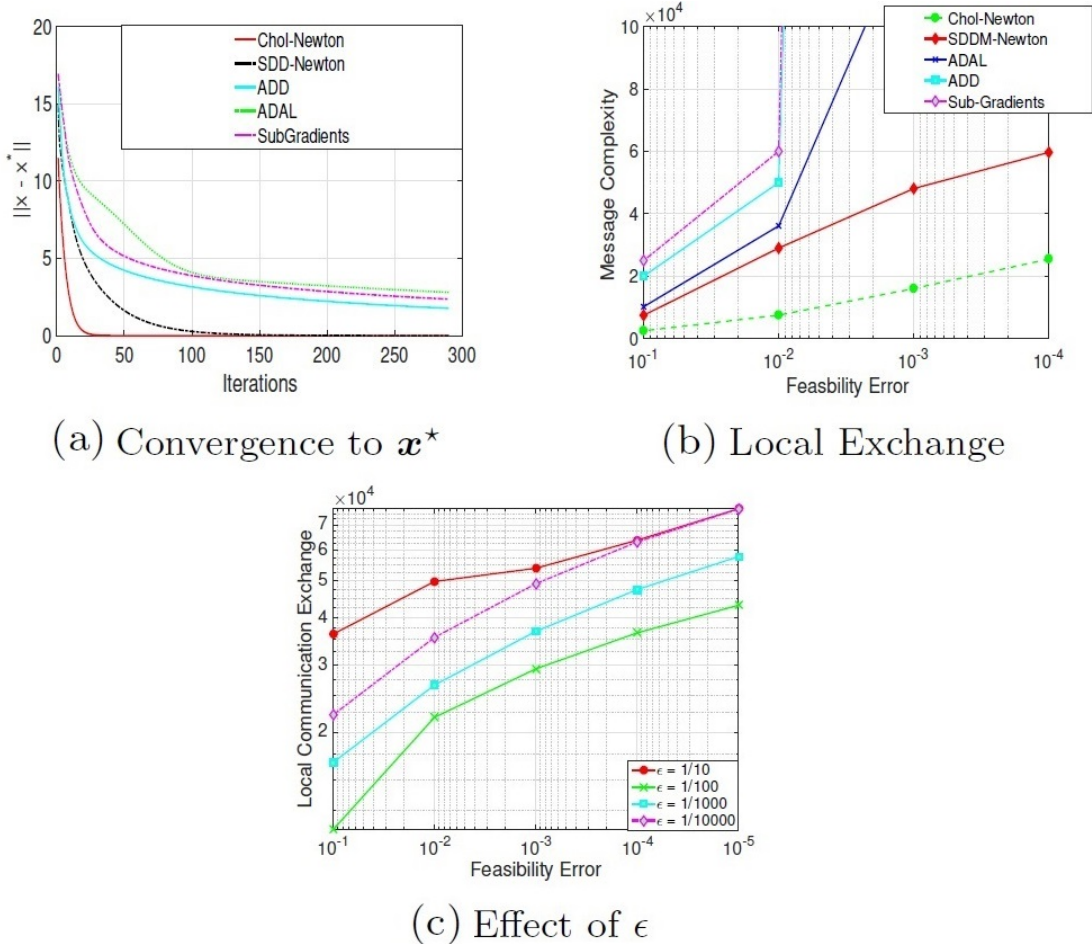 20
15
10
5
0
||x - x*||
Chol-Newton
SDD-Newton
ADD
ADAL
SubGradients
0 50 100 150 200 250 300
Iterations
(a) Convergence to x⋆
×10⁴
10
8
6
4
2
0
Message Complexity
Chol-Newton
SDDM-Newton
ADAL
ADD
Sub-Gradients
10⁻¹ 10⁻² 10⁻³ 10⁻⁴
Feasbility Error
(b) Local Exchange
×10⁴
7
6
5
4
3
2
Local Communication Exchange
ϵ = 1/10
ϵ = 1/100
ϵ = 1/1000
ϵ = 1/10000
10⁻¹ 10⁻² 10⁻³ 10⁻⁴ 10⁻⁵
Feasibility Error
(c) Effect of ϵ